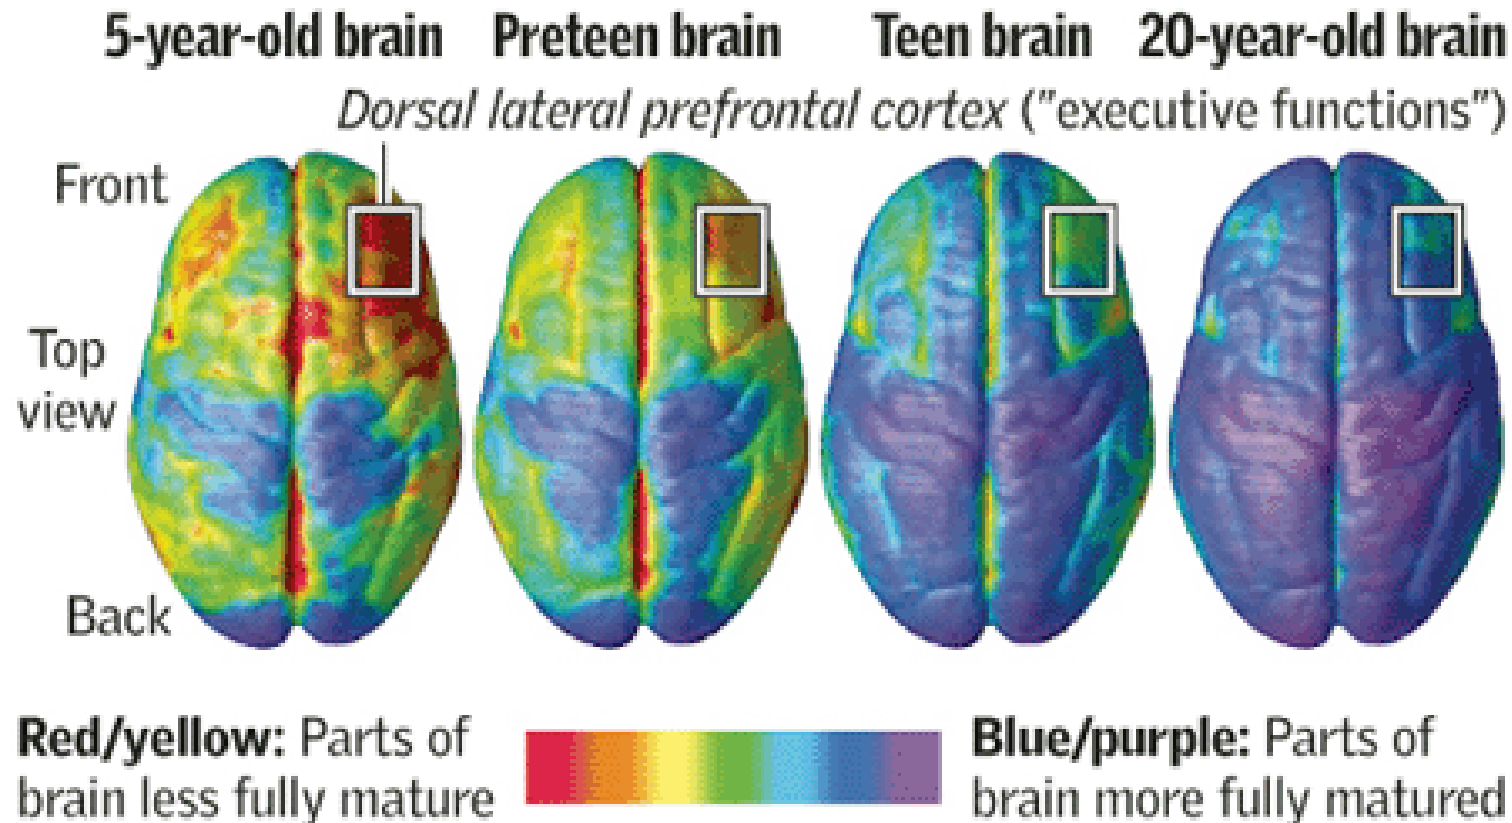 5-year-old brain Preteen brain Teen brain 20-year-old brain
Dorsal lateral prefrontal cortex ("executive functions")
Front
Top
view
Back
Red/yellow: Parts of
brain less fully mature
Blue/purple: Parts of
brain more fully matured